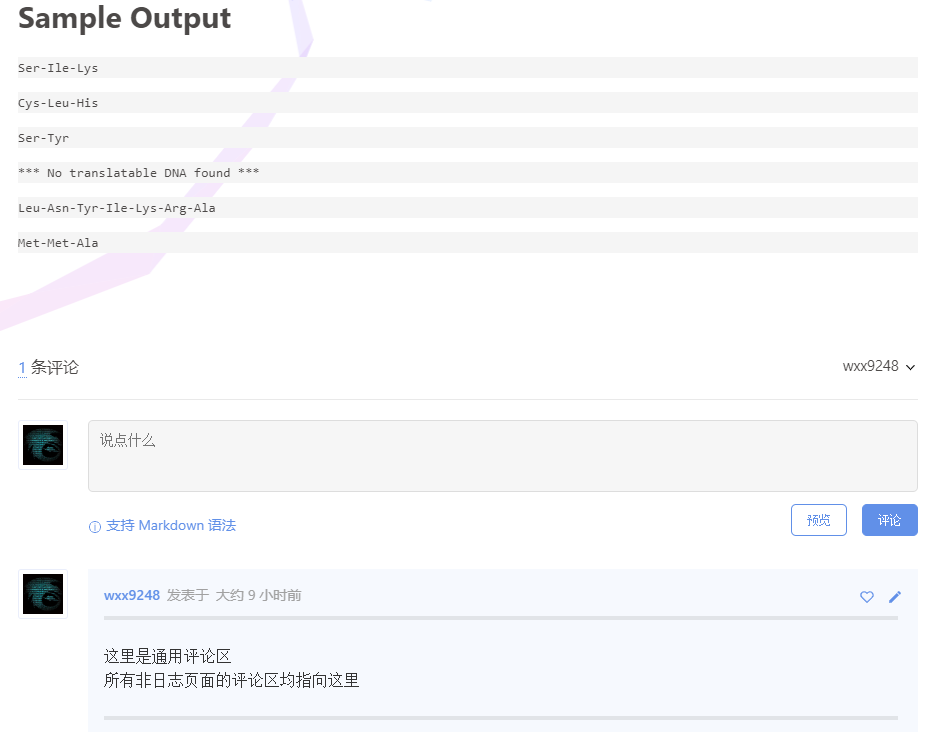 Sample Output
Ser-Ile-Lys
Cys-Leu-His
Ser-Tyr
*** No translatable DNA found ***
Leu-Asn-Tyr-Ile-Lys-Arg-Ala
Met-Met-Ala
1 条评论
wxx9248
说点什么
支持 Markdown 语法
预览
评论
wxx9248 发表于 大约 9 小时前
这里是通用评论区
所有非日志页面的评论区均指向这里